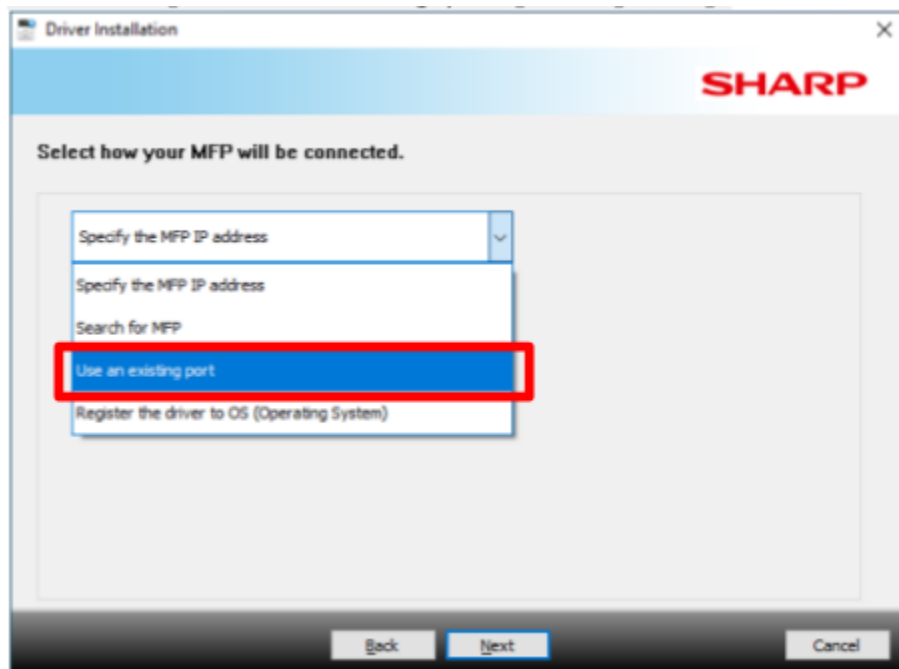 Driver Installation
SHARP
Select how your MFP will be connected.
Specify the MFP IP address
Specify the MFP IP address
Search for MFP
Use an existing port
Register the driver to OS (Operating System)
Back Next Cancel